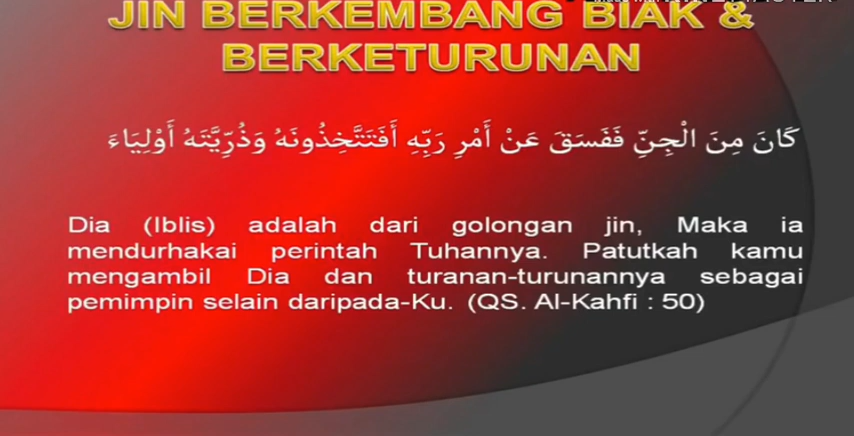 JIN BERKEMBANG BIAK &
BERKETURUNAN
كَانَ مِنَ الْجِنِّ فَفَسَقَ عَنْ أَمْرِ رَبِّهِ أَفَتَتَّخِذُونَهُ وَذُرِّيَّتَهُ أَوْلِيَاءَ
Dia (Iblis) adalah dari golongan jin, Maka ia
mendurhakai perintah Tuhannya. Patutkah kamu
mengambil Dia dan turanan-turunannya sebagai
pemimpin selain daripada-Ku. (QS. Al-Kahfi : 50)